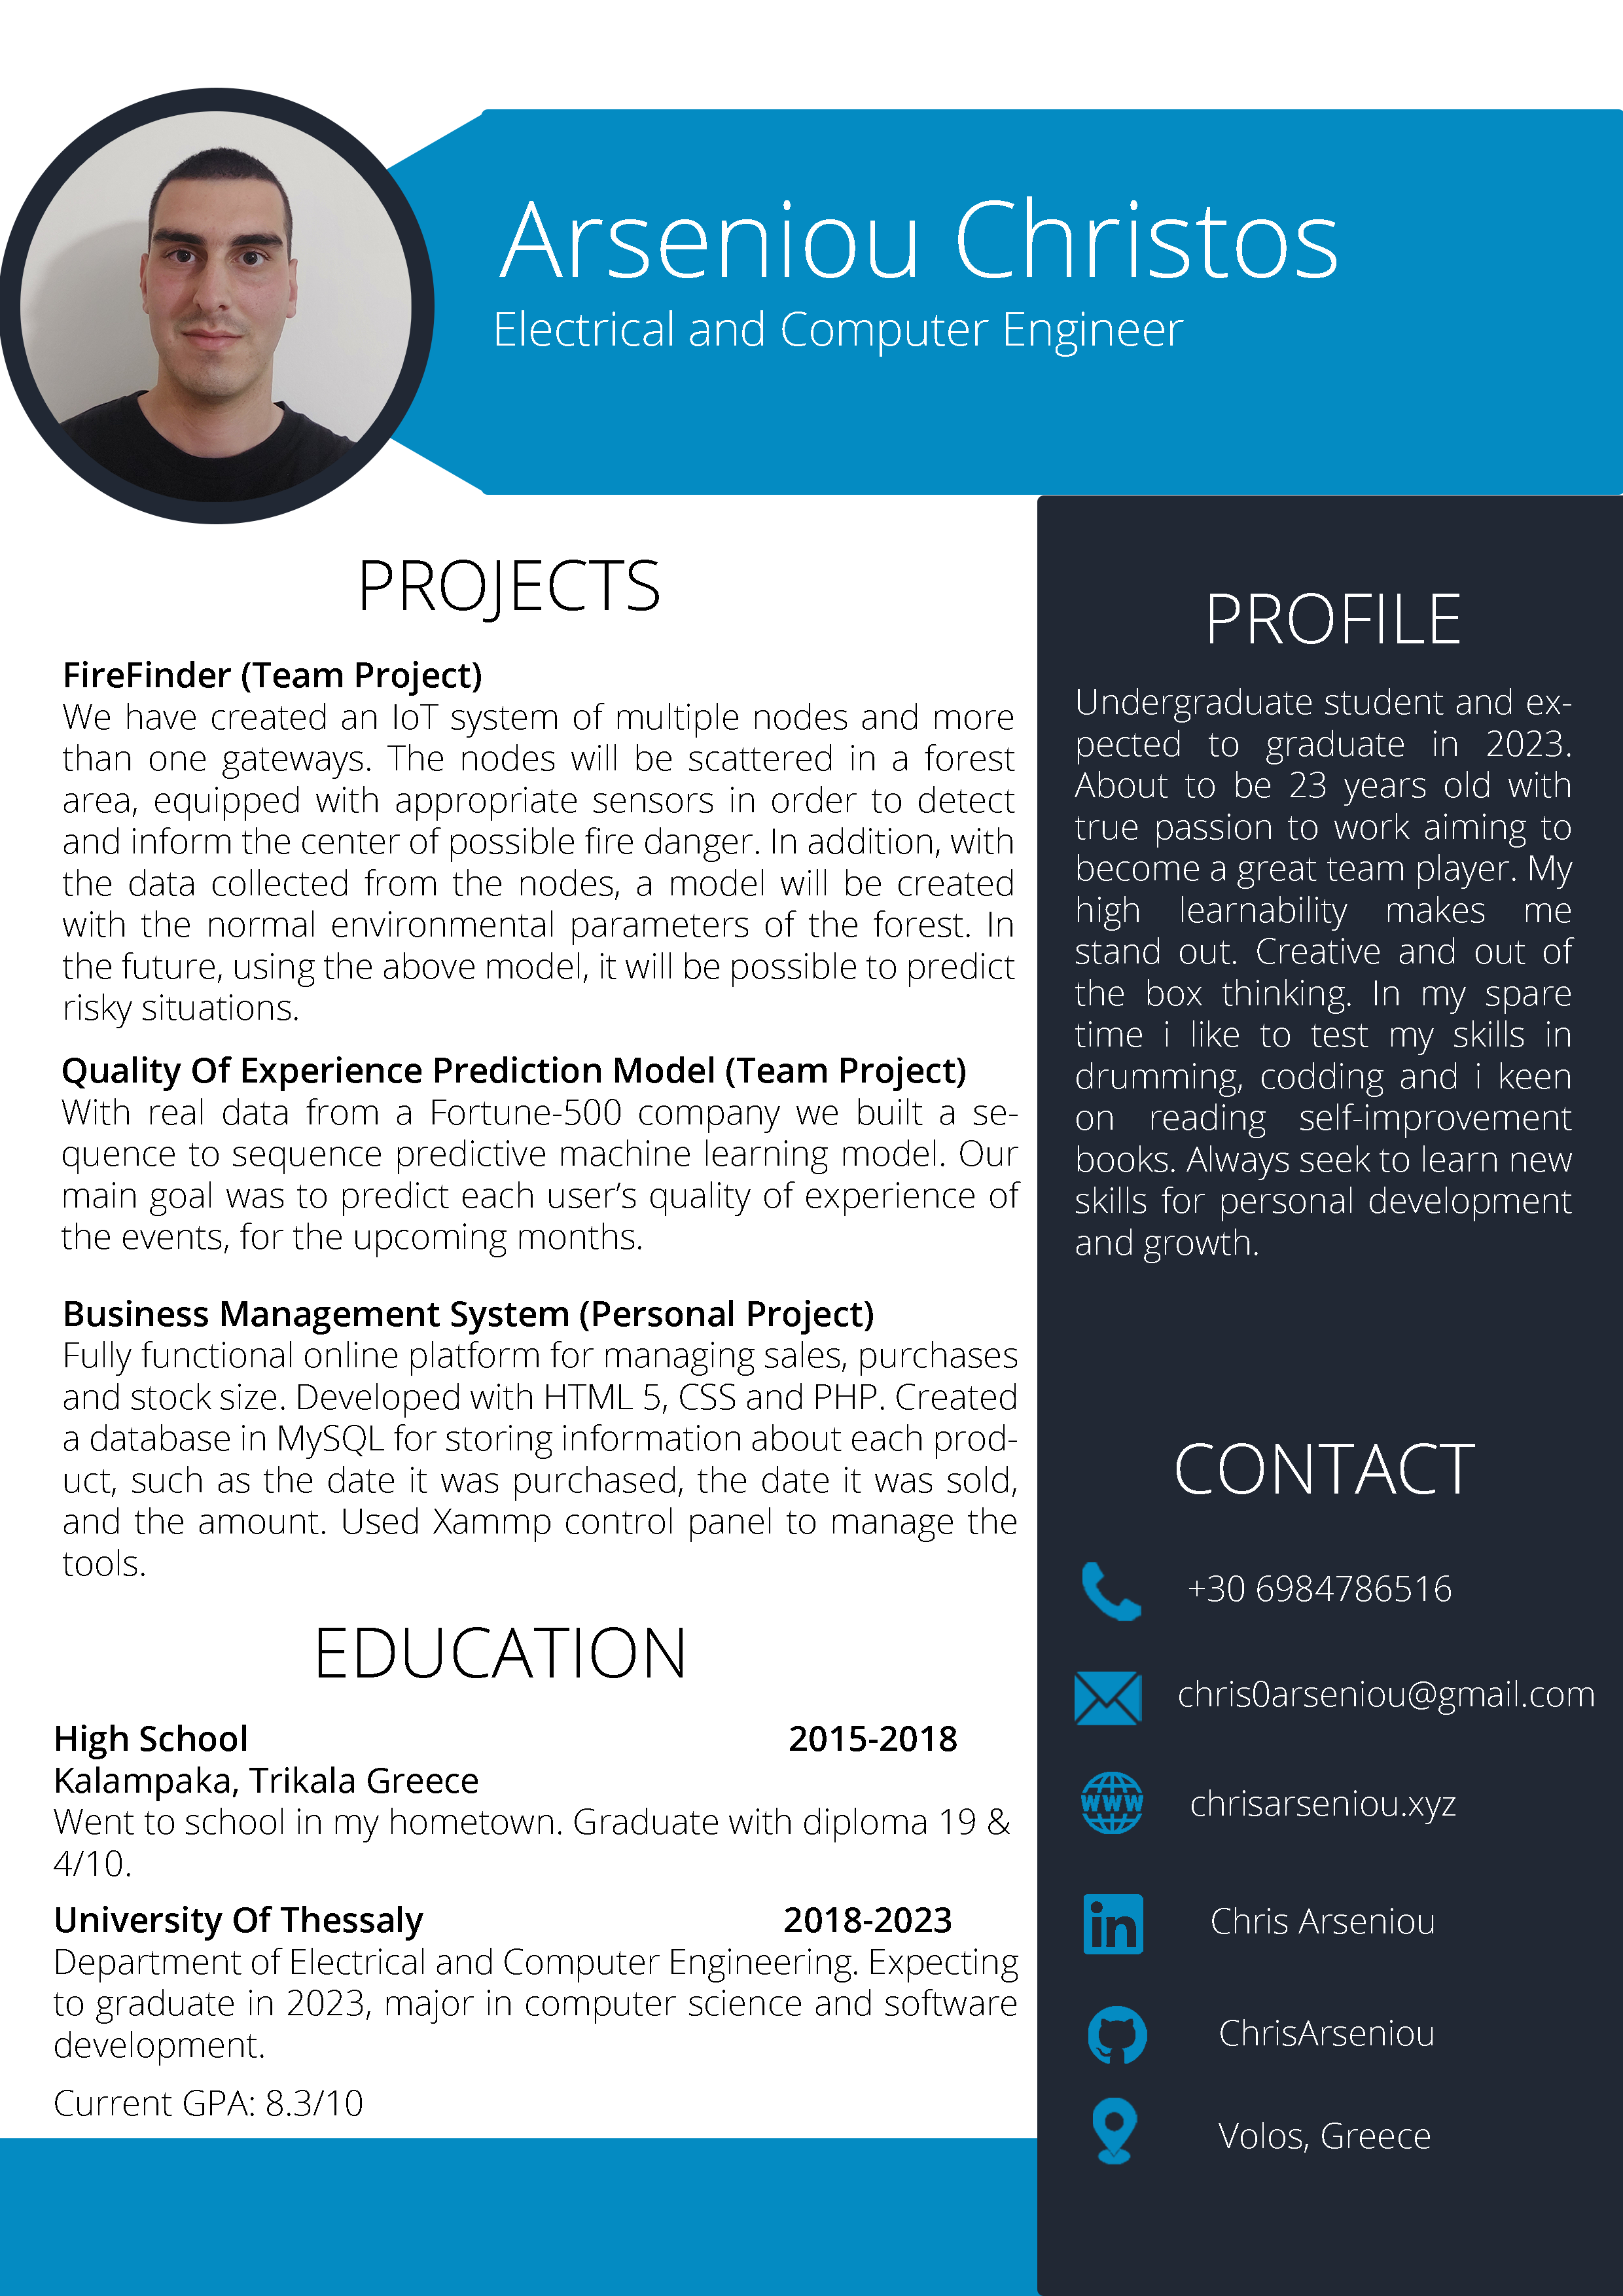 Arseniou Christos
Electrical and Computer Engineer
PROJECTS
FireFinder (Team Project)
We have created an IoT system of multiple nodes and more
than one gateways. The nodes will be scattered in a forest
area, equipped with appropriate sensors in order to detect
and inform the center of possible fire danger. In addition, with
the data collected from the nodes, a model will be created
with the normal environmental parameters of the forest. In
the future, using the above model, it will be possible to predict
risky situations.
Quality Of Experience Prediction Model (Team Project)
With real data from a Fortune-500 company we built a se-
quence to sequence predictive machine learning model. Our
main goal was to predict each user’s quality of experience of
the events, for the upcoming months.
Business Management System (Personal Project)
Fully functional online platform for managing sales, purchases
and stock size. Developed with HTML 5, CSS and PHP. Created
a database in MySQL for storing information about each prod-
uct, such as the date it was purchased, the date it was sold,
and the amount. Used Xammp control panel to manage the
tools.
EDUCATION
High School 2015-2018
Kalampaka, Trikala Greece
Went to school in my hometown. Graduate with diploma 19 &
4/10.
University Of Thessaly 2018-2023
Department of Electrical and Computer Engineering. Expecting
to graduate in 2023, major in computer science and software
development.
Current GPA: 8.3/10
PROFILE
Undergraduate student and ex-
pected to graduate in 2023.
About to be 23 years old with
true passion to work aiming to
become a great team player. My
high learnability makes me
stand out. Creative and out of
the box thinking. In my spare
time i like to test my skills in
drumming, codding and i keen
on reading self-improvement
books. Always seek to learn new
skills for personal development
and growth.
CONTACT
+30 6984786516
chris0arseniou@gmail.com
www
chrisarseniou.xyz
in
Chris Arseniou
ChrisArseniou
Volos, Greece